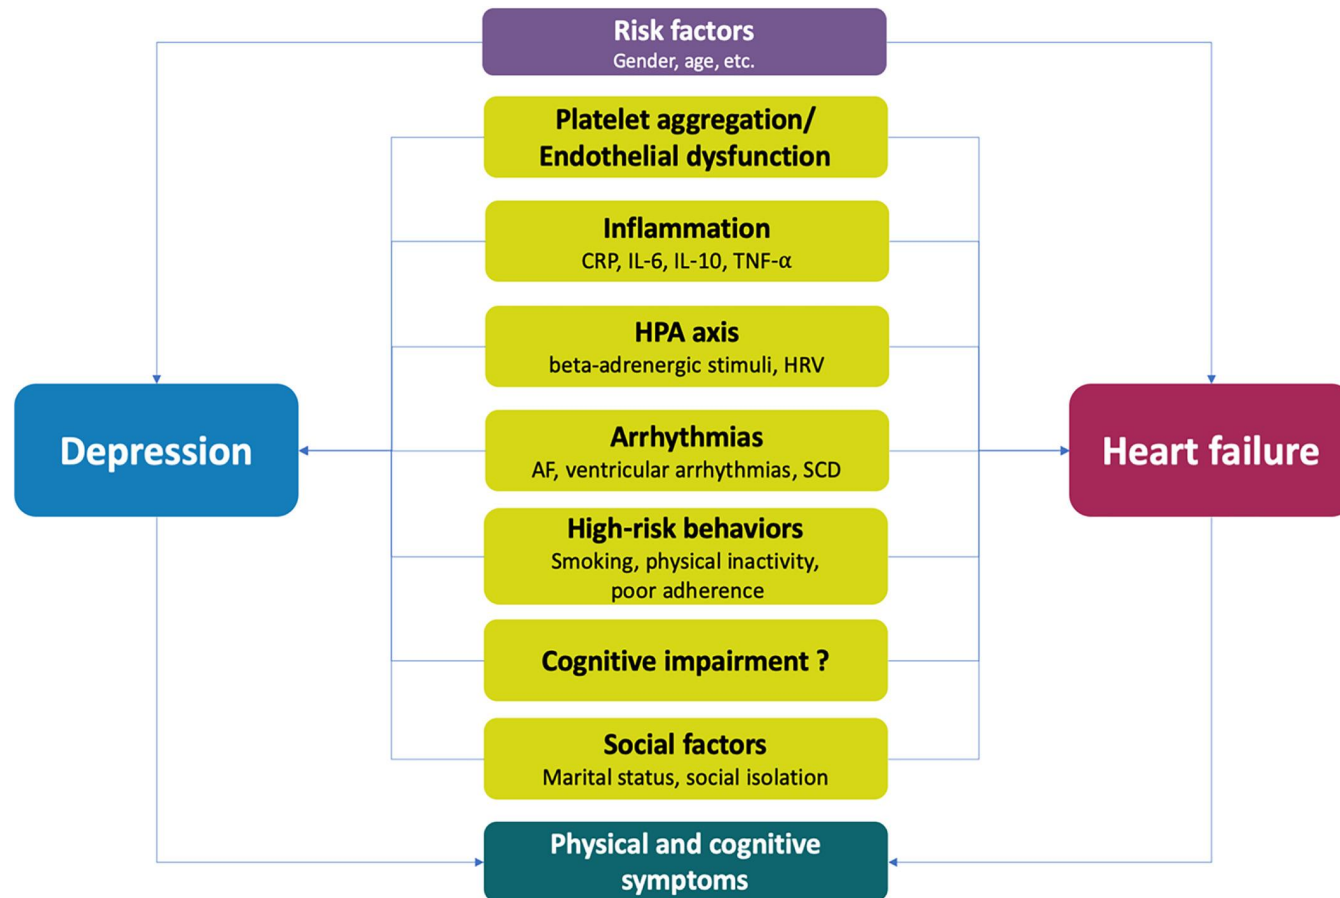 Risk factors
Gender, age, etc.
Platelet aggregation/
Endothelial dysfunction
Inflammation
CRP, IL-6, IL-10, TNF-α
HPA axis
beta-adrenergic stimuli, HRV
Depression
Arrhythmias
AF, ventricular arrhythmias, SCD
Heart failure
High-risk behaviors
Smoking, physical inactivity,
poor adherence
Cognitive impairment ?
Social factors
Marital status, social isolation
Physical and cognitive
symptoms